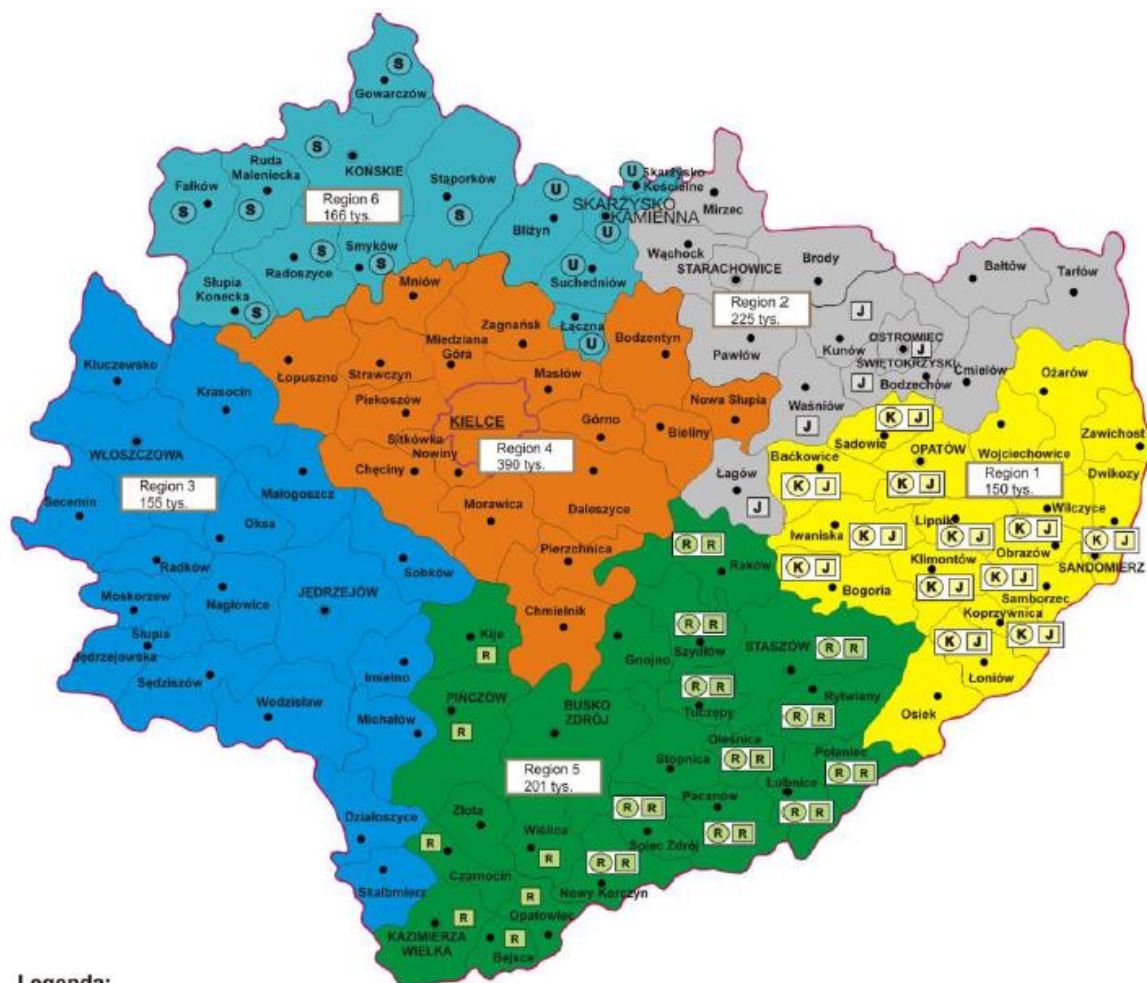 S
Gowarczów
S
KOŃSKIE
Ruda
Maleniecka
S
Fałków
S
Region 6
166 tys.
Stąporków
S
S
Radoszyce
Smyków
S
Słupia
Konecka
S
U
Skarżysko
Kościelne
SKARŻYSKO
KAMIENNA
U
U
Bliżyn
U
Suchedniów
Łączna
U
Mirzec
Wąchock
STARACHOWICE
Brody
Bałtów
Tarłów
Region 2
225 tys.
J
Pawłów
Kunów
OSTROWIEC
J
ŚWIĘTOKRZYSKI
J
Bodzechów
Ćmielów
Waśniów
J
Łagów
J
Mniów
Zagnańsk
Bodzentyn
Miedziana
Góra
Łopuszno
Strawczyn
Masłów
Piekoszów
Nowa Słupia
KIELCE
Górno
Bieliny
Sitkówka
Nowiny
Region 4
390 tys.
Chęciny
Morawica
Daleszyce
Pierzchnica
Chmielnik
Kluczewsko
Krasocin
WŁOSZCZOWA
Region 3
155 tys.
Małogoszcz
Secemin
Oksa
Radków
Sobków
Moskorzew
Nagłowice
JĘDRZEJÓW
Słupia
Jędrzejowska
Sędziszów
Imielno
Wodzisław
Michałów
Działoszyce
Skalbmierz
Ożarów
K J
Sadowie
OPATÓW
Wojciechowice
Zawichost
Baćkowice
K J
K J
Region 1
150 tys.
Dwikozy
Wilczyce
Lipnik
K J
Iwaniska
K J
K J
Obrazów
K J
SANDOMIERZ
K J
Klimontów
K J
K J
Samborzec
Bogoria
Koprzywnica
K J
K J
Łoniów
Osiek
R R
Raków
Kije
R
Gnojno
R R
Szydłów
STASZÓW
R R
PIŃCZÓW
R
BUSKO
ZDRÓJ
R R
Tuczępy
Rytwiany
R R
Oleśnica
R R
Połaniec
R R
Stopnica
Region 5
201 tys.
Łubnice
R R
Pacanów
R R
R R
Solec Zdrój
Złota
Wiślica
R
R
Czarnocin
R R
Nowy Korczyn
R
Opatowiec
R
KAZIMIERZA
WIELKA
R
Bejsce
Legenda: